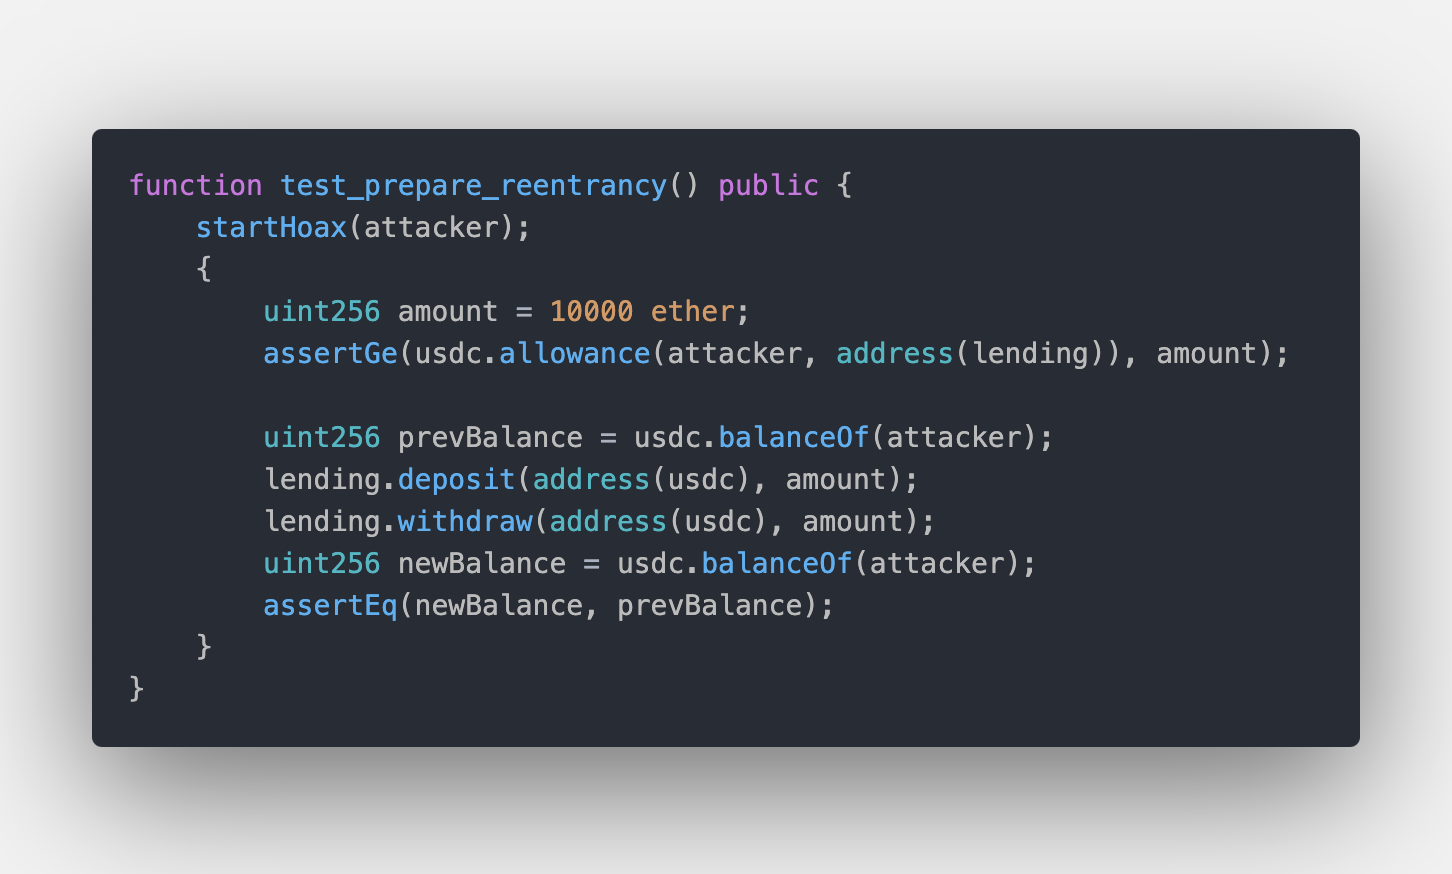 function test_prepare_reentrancy() public {
    startHoax(attacker);
    {
        uint256 amount = 10000 ether;
        assertGe(usdc.allowance(attacker, address(lending)), amount);

        uint256 prevBalance = usdc.balanceOf(attacker);
        lending.deposit(address(usdc), amount);
        lending.withdraw(address(usdc), amount);
        uint256 newBalance = usdc.balanceOf(attacker);
        assertEq(newBalance, prevBalance);
    }
}